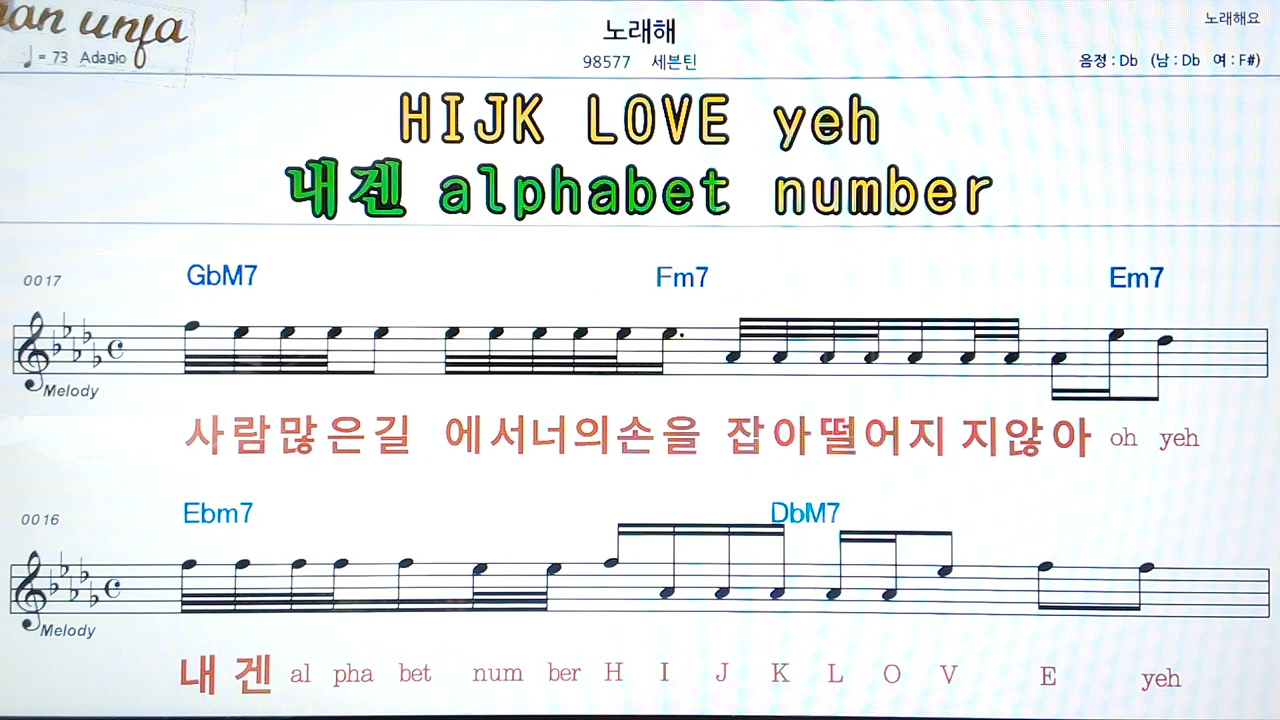 노래해
노래해요
♩= 73 Adagio
98577 세븐틴
음정 : Db (남 : Db 여 : F#)
HIJK LOVE yeh
내겐 alphabet number
0017 GbM7 Fm7 Em7
Melody
사람많은길 에서너의손을 잡아떨어지 지않아 oh yeh
0016 Ebm7 DbM7
Melody
내겐 al pha bet num ber H I J K L O V E yeh